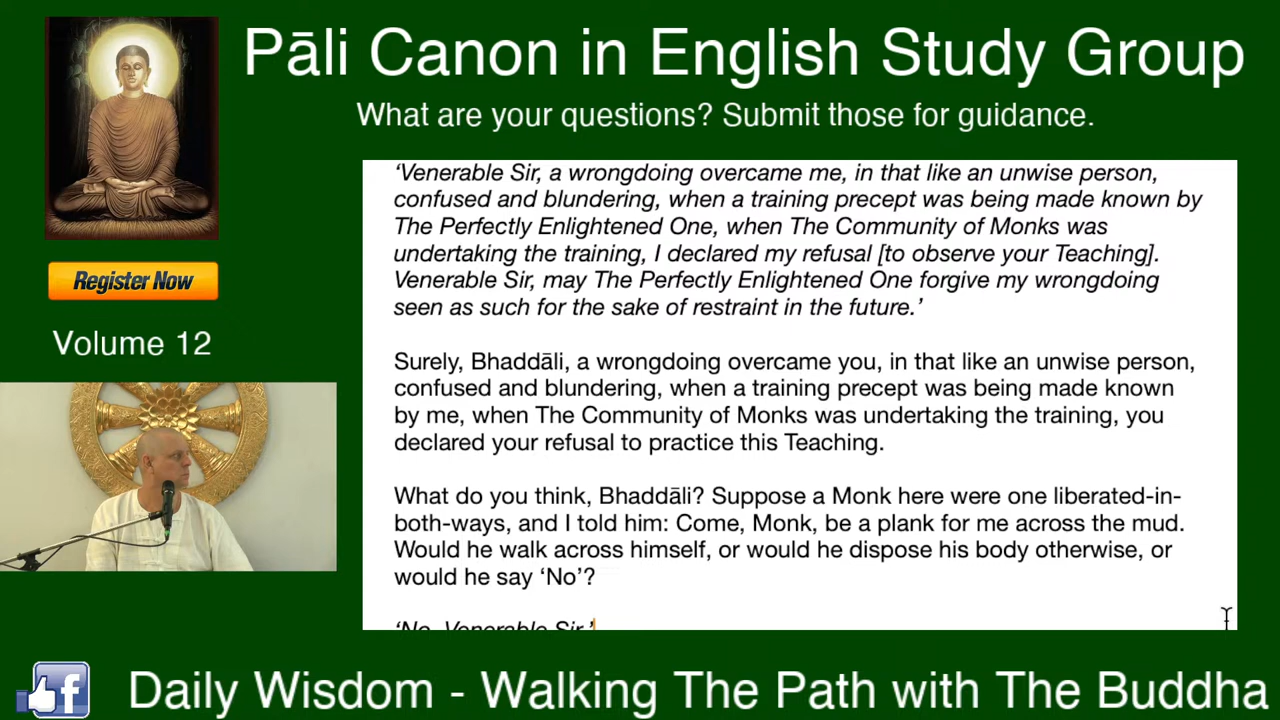 Pāli Canon in English Study Group
What are your questions? Submit those for guidance.
Register Now
Volume 12
‘Venerable Sir, a wrongdoing overcame me, in that like an unwise person,
confused and blundering, when a training precept was being made known by
The Perfectly Enlightened One, when The Community of Monks was
undertaking the training, I declared my refusal [to observe your Teaching].
Venerable Sir, may The Perfectly Enlightened One forgive my wrongdoing
seen as such for the sake of restraint in the future.’
Surely, Bhaddāli, a wrongdoing overcame you, in that like an unwise person,
confused and blundering, when a training precept was being made known
by me, when The Community of Monks was undertaking the training, you
declared your refusal to practice this Teaching.
What do you think, Bhaddāli? Suppose a Monk here were one liberated-in-
both-ways, and I told him: Come, Monk, be a plank for me across the mud.
Would he walk across himself, or would he dispose his body otherwise, or
would he say ‘No’?
‘No, Venerable Sir.’
f
Daily Wisdom - Walking The Path with The Buddha